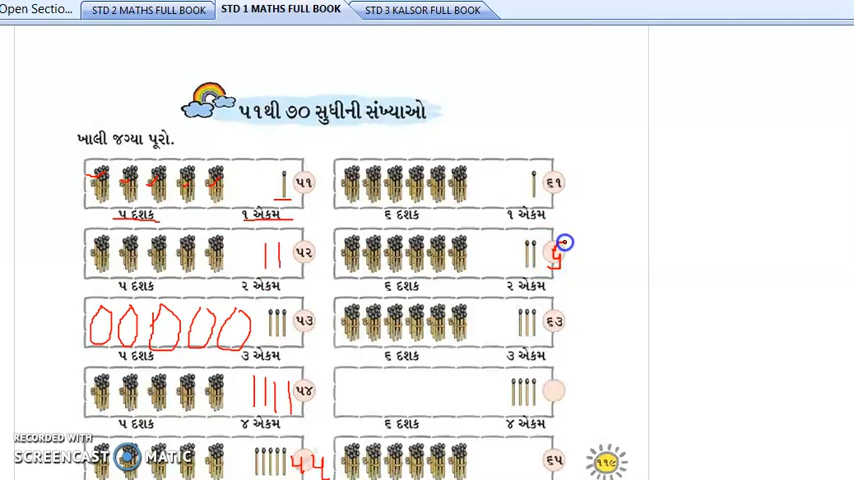 Open Sectio... STD 2 MATHS FULL BOOK STD 1 MATHS FULL BOOK STD 3 KALSOR FULL BOOK
૫૧થી ૭૦ સુધીની સંખ્યાઓ
ખાલી જગ્યા પૂરો.
૫૧ ૬૧
૫ દશક ૧ એકમ ૬ દશક ૧ એકમ
૫૨
૫ દશક ૨ એકમ ૬ દશક ૨ એકમ
૫૩ ૬૩
૫ દશક ૩ એકમ ૬ દશક ૩ એકમ
૫૪
૫ દશક ૪ એકમ ૬ દશક ૪ એકમ
૫૫ ૬૫
૧૧૯
RECORDED WITH
SCREENCAST MATIC